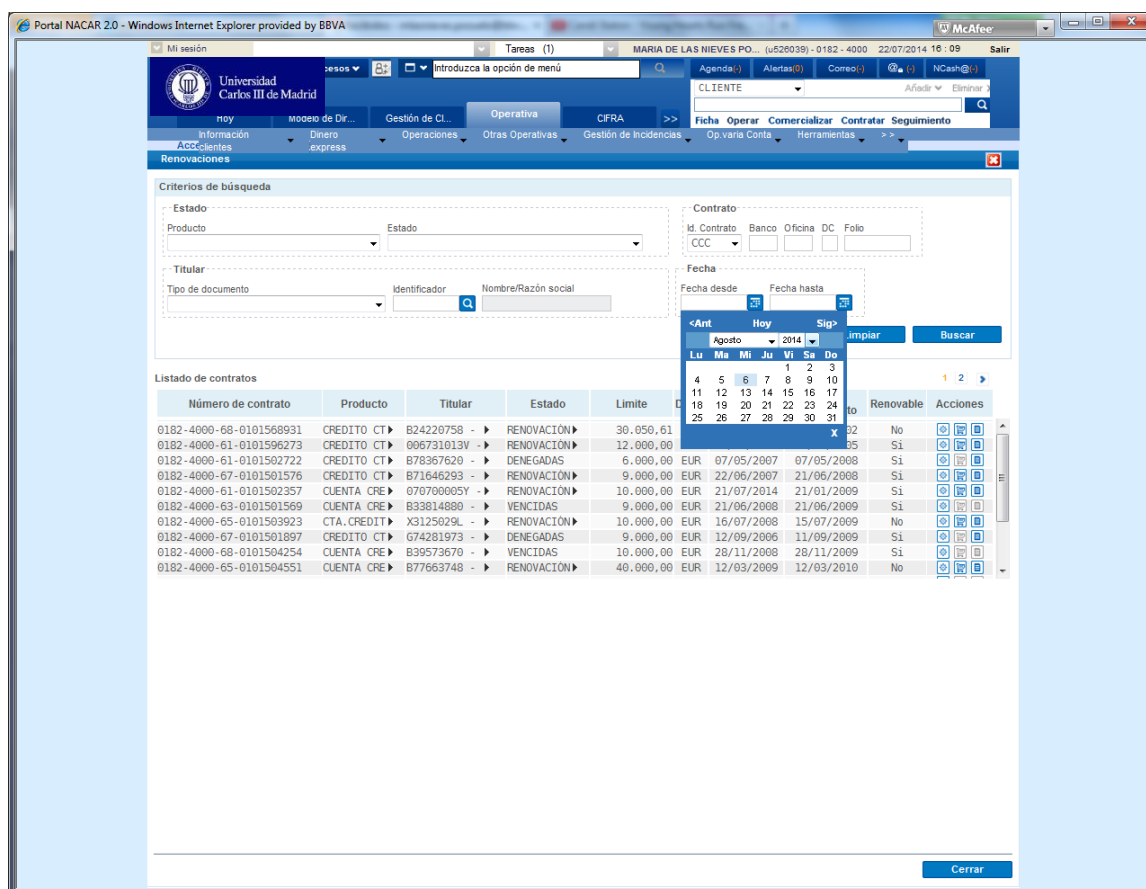 Portal NACAR 2.0 - Windows Internet Explorer provided by BBVA
McAfee
Mi sesión Tareas (1) MARIA DE LAS NIEVES PO... (u526039) - 0182 - 4000 22/07/2014 16 : 09 Salir
Universidad
Carlos III de Madrid
cesos Introduzca la opción de menú Agenda(-) Alertas(0) Correo(-) @ (-) NCash@(-)
CLIENTE Añadir Eliminar
Hoy Modelo de Dir... Gestión de Cl... Operativa CIFRA >>
Ficha Operar Comercializar Contratar Seguimiento
Información clientes Dinero .express Operaciones Otras Operativas Gestión de Incidencias Op.varia Conta Herramientas >>
Renovaciones
Criterios de búsqueda
Estado Contrato
Producto Estado Id. Contrato Banco Oficina DC Folio
CCC
Titular Fecha
Tipo de documento Identificador Nombre/Razón social Fecha desde Fecha hasta
<Ant Hoy Sig>
Limpiar Buscar
Agosto 2014
Lu Ma Mi Ju Vi Sa Do
1 2 3
4 5 6 7 8 9 10
11 12 13 14 15 16 17
18 19 20 21 22 23 24
25 26 27 28 29 30 31
X
Listado de contratos 1 2
Número de contrato Producto Titular Estado Limite Renovable Acciones
0182-4000-68-0101568931 CREDITO CT B24220758 - RENOVACIÓN 30.050,61 02 No
0182-4000-61-0101596273 CREDITO CT 006731013V - RENOVACIÓN 12.000,00 05 Si
0182-4000-61-0101502722 CREDITO CT B78367620 - DENEGADAS 6.000,00 EUR 07/05/2007 07/05/2008 Si
0182-4000-67-0101501576 CREDITO CT B71646293 - RENOVACIÓN 9.000,00 EUR 22/06/2007 21/06/2008 Si
0182-4000-61-0101502357 CUENTA CRE 070700005Y - RENOVACIÓN 10.000,00 EUR 21/07/2014 21/01/2009 Si
0182-4000-63-0101501569 CUENTA CRE B33814880 - VENCIDAS 9.000,00 EUR 21/06/2008 21/06/2009 Si
0182-4000-65-0101503923 CTA.CREDIT X3125029L - RENOVACIÓN 10.000,00 EUR 16/07/2008 15/07/2009 No
0182-4000-67-0101501897 CREDITO CT G74281973 - DENEGADAS 9.000,00 EUR 12/09/2006 11/09/2009 Si
0182-4000-68-0101504254 CUENTA CRE B39573670 - VENCIDAS 10.000,00 EUR 28/11/2008 28/11/2009 Si
0182-4000-65-0101504551 CUENTA CRE B77663748 - RENOVACIÓN 40.000,00 EUR 12/03/2009 12/03/2010 No
Cerrar